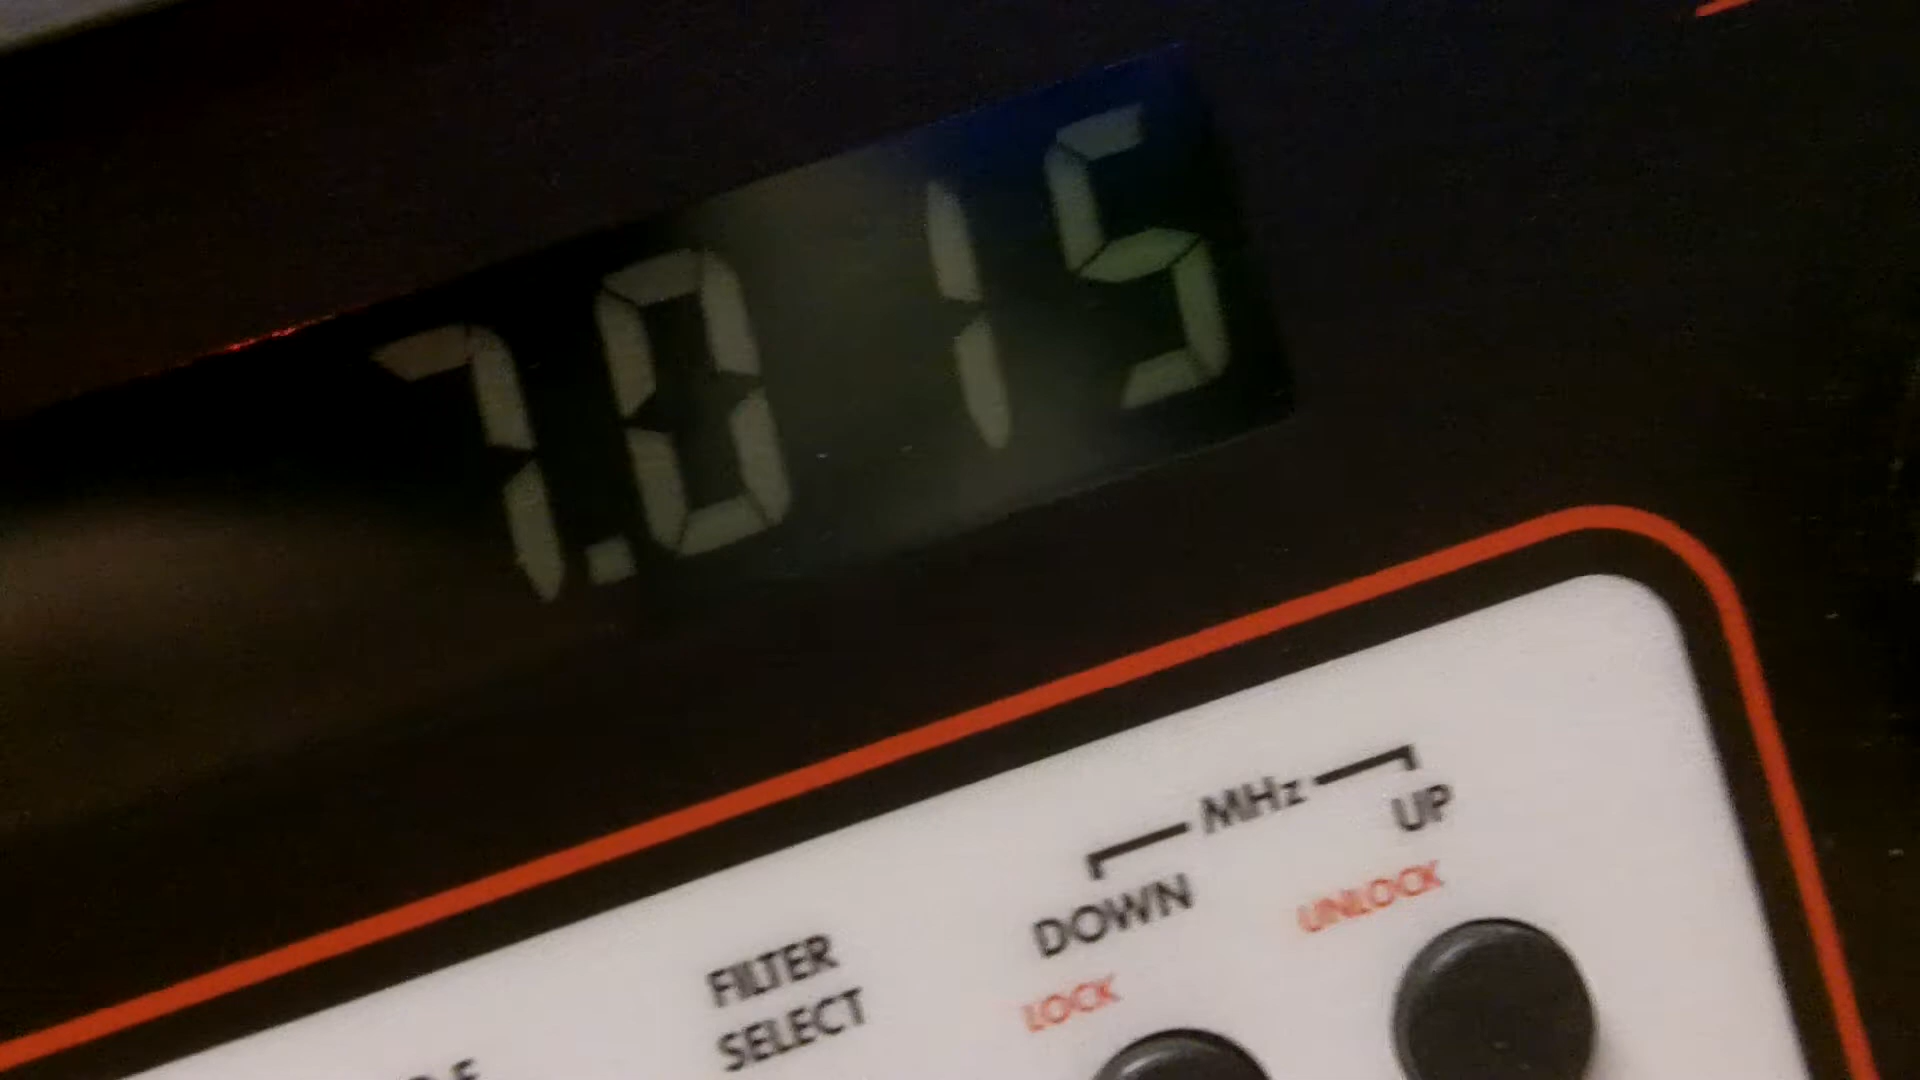 7.015
MHz
DOWN UP
LOCK UNLOCK
FILTER
SELECT